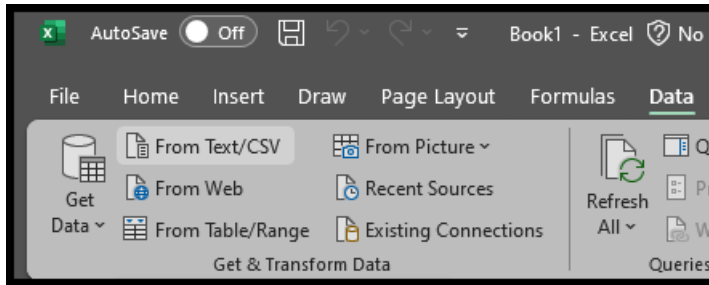 AutoSave Off Book1 - Excel No
File Home Insert Draw Page Layout Formulas Data
Get Data
From Text/CSV
From Web
From Table/Range
From Picture
Recent Sources
Existing Connections
Get & Transform Data
Refresh All
Queries